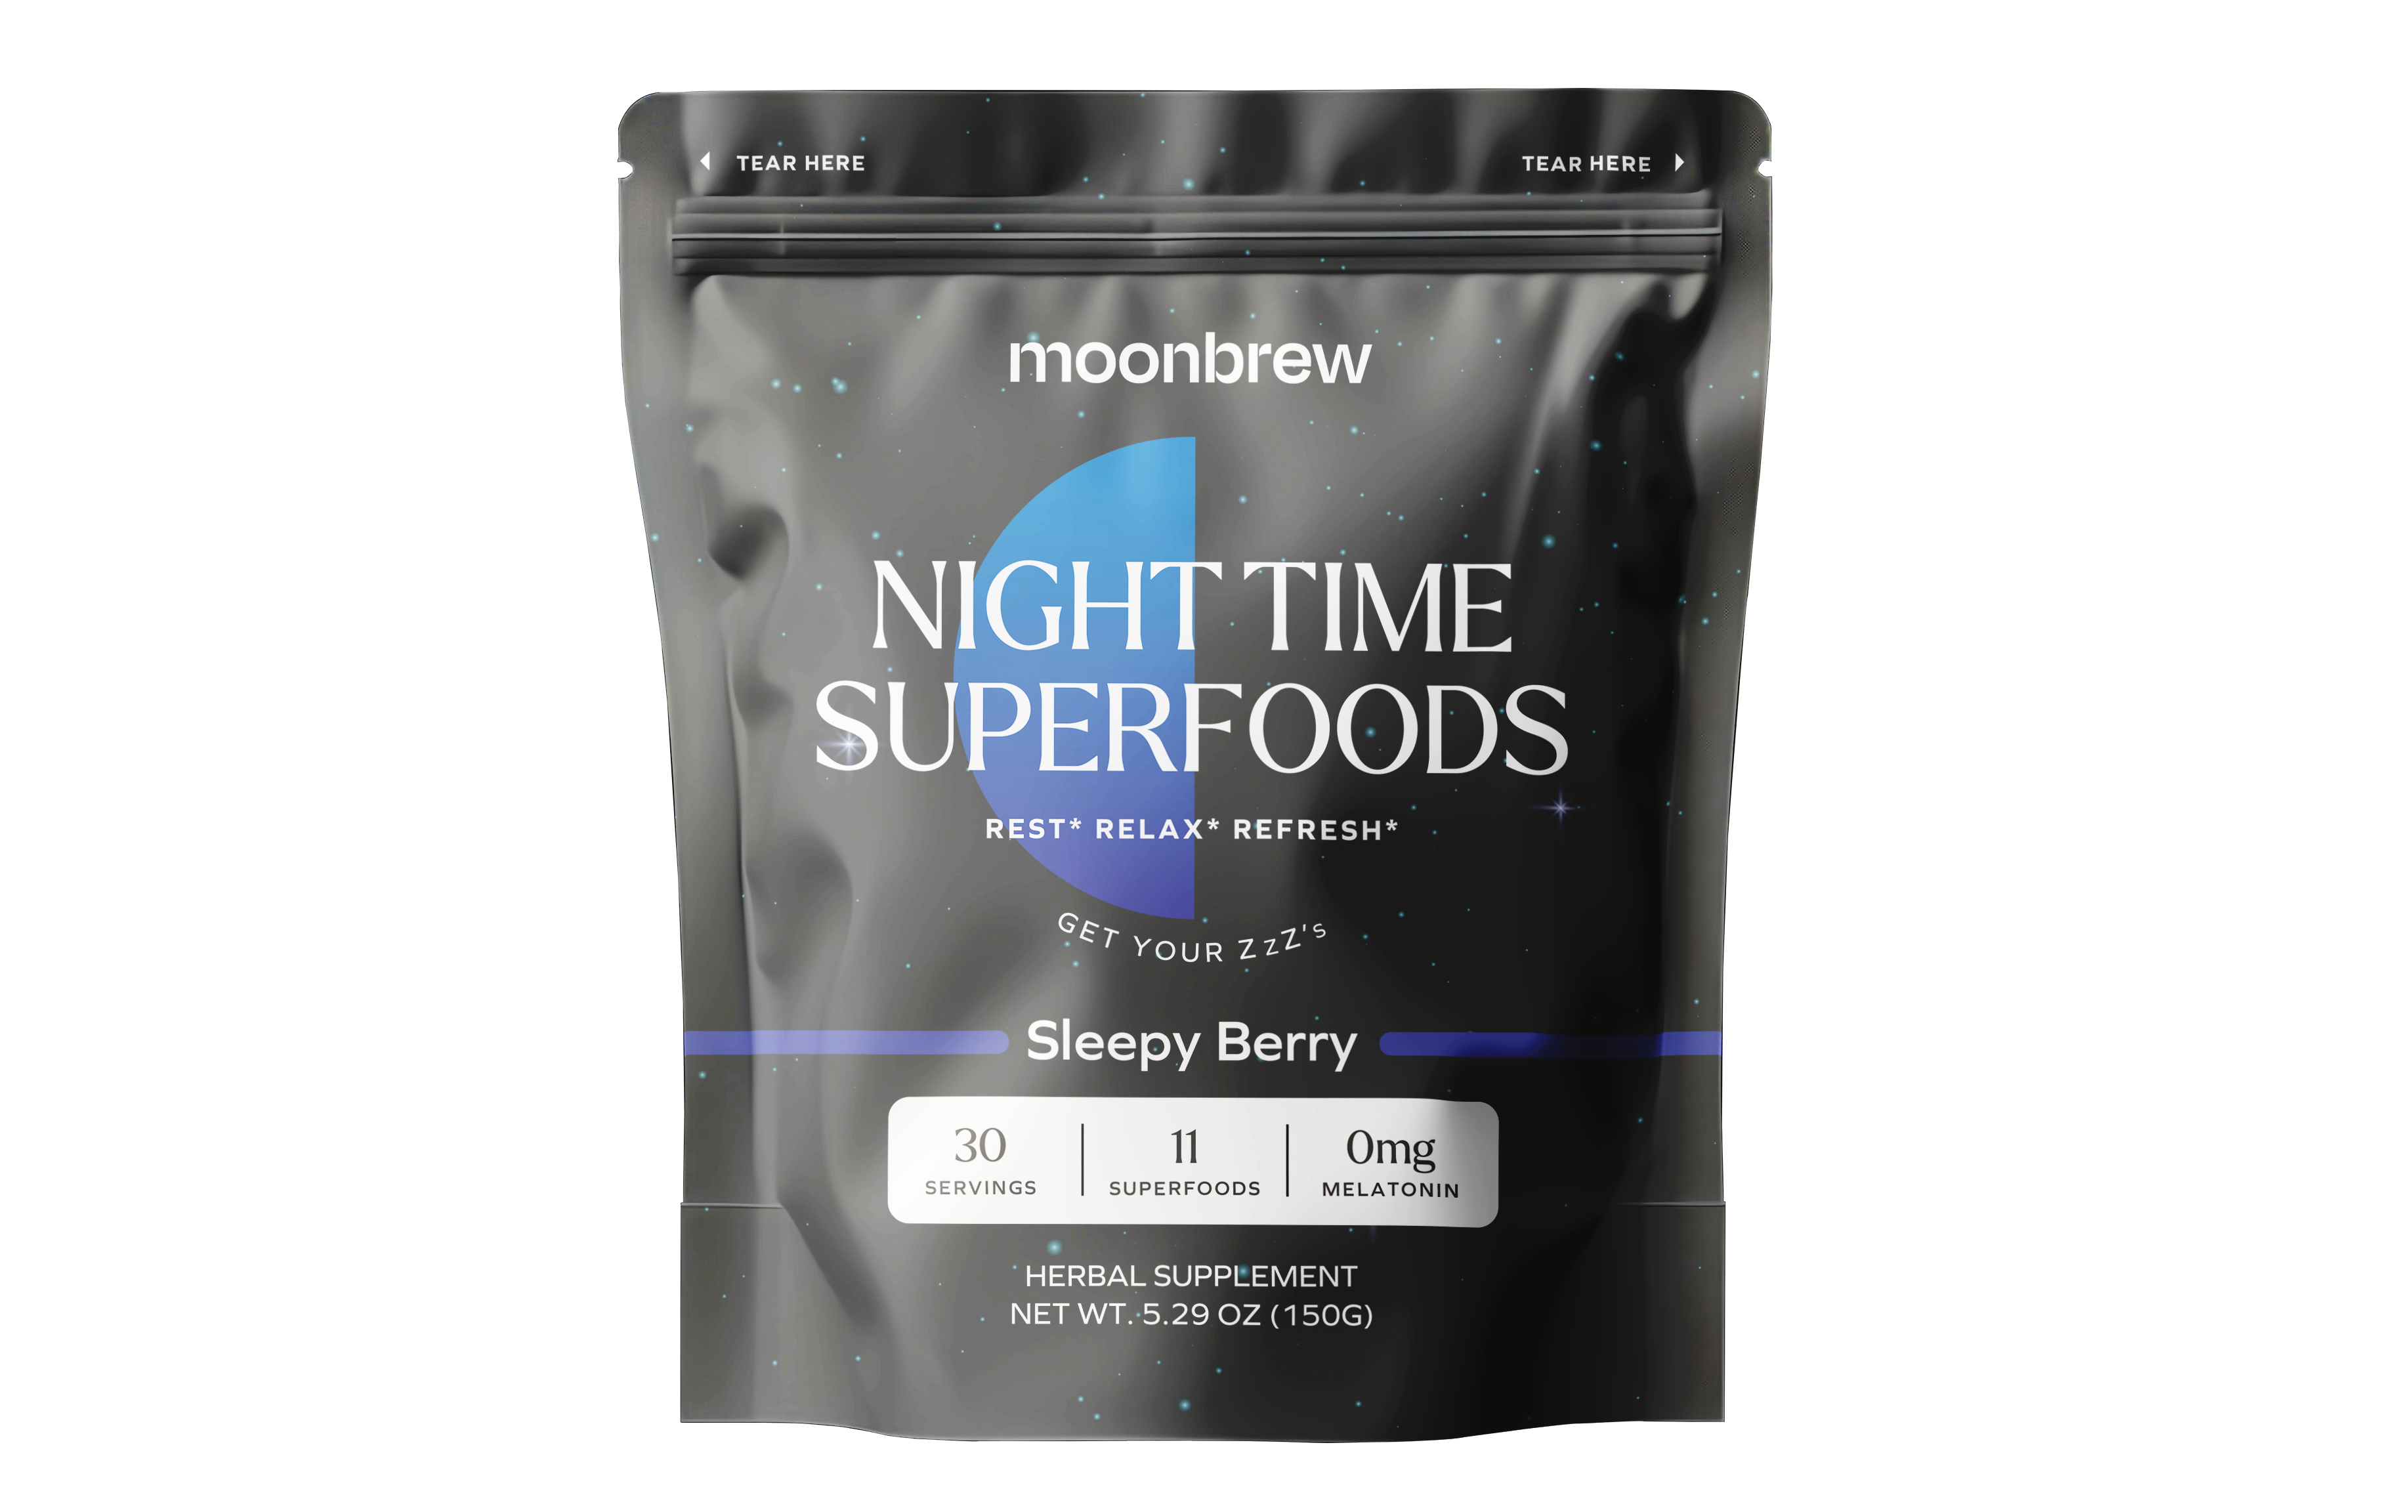 TEAR HERE
TEAR HERE
moonbrew
NIGHT TIME
SUPERFOODS
REST* RELAX* REFRESH*
GET YOUR ZzZ's
Sleepy Berry
30
SERVINGS
11
SUPERFOODS
0mg
MELATONIN
HERBAL SUPPLEMENT
NET WT. 5.29 OZ (150G)